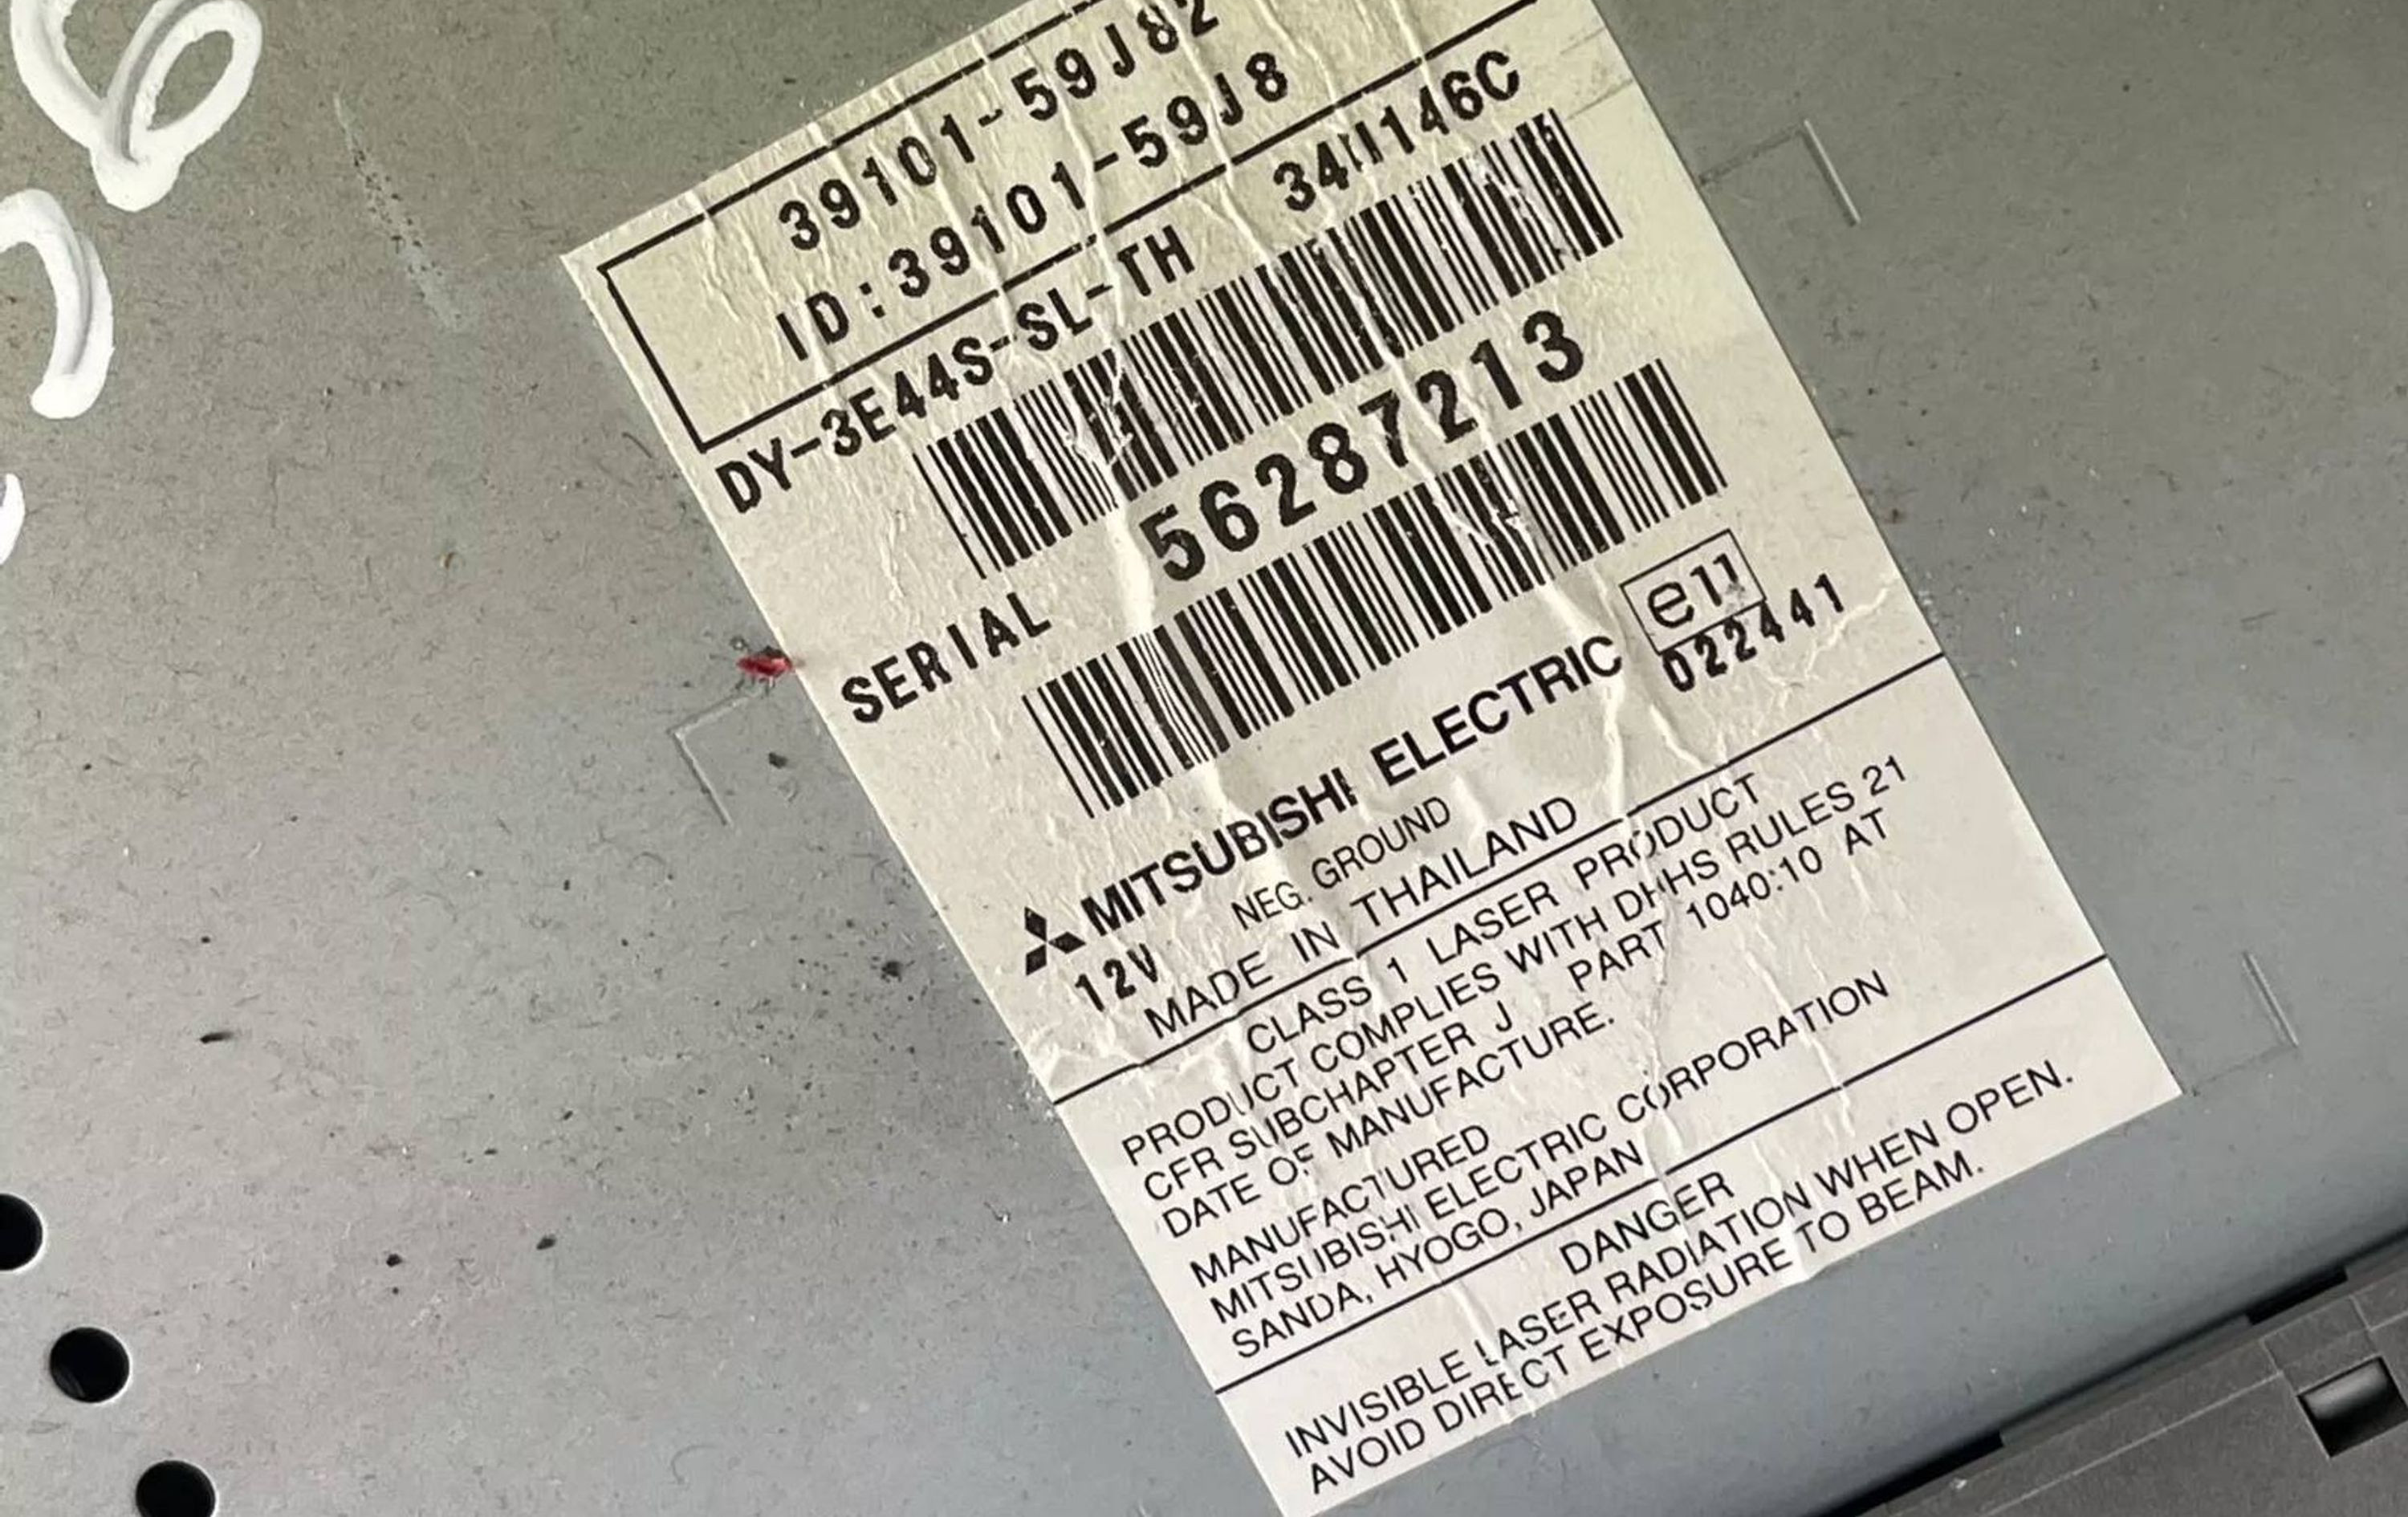 39101-59J82
ID:39101-59J8
DY-3E44S-SL-TH
SERIAL 56287213
e11
022441
MITSUBISHI ELECTRIC
12V NEG. GROUND
MADE IN THAILAND
CLASS 1 LASER PRODUCT
PRODUCT COMPLIES WITH DHHS RULES 21
CFR SUBCHAPTER J PART 1040:10 AT
DATE OF MANUFACTURE.
MANUFACTURED
MITSUBISHI ELECTRIC CORPORATION
SANDA, HYOGO, JAPAN
DANGER
INVISIBLE LASER RADIATION WHEN OPEN.
AVOID DIRECT EXPOSURE TO BEAM.